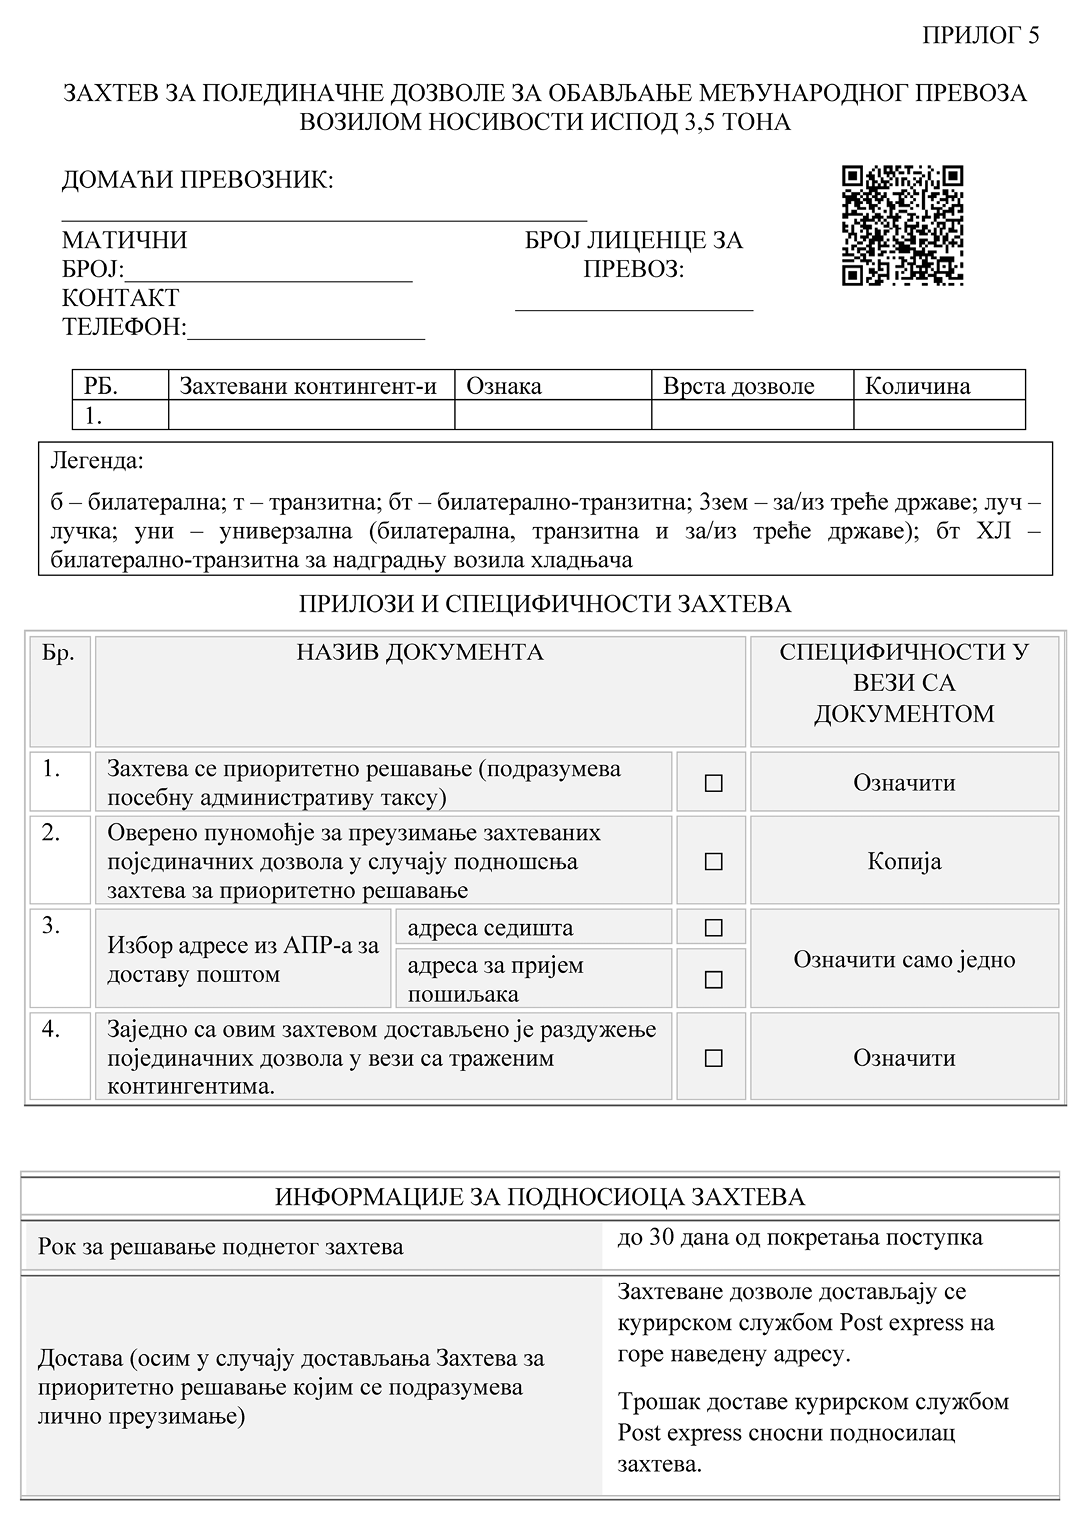 ПРИЛОГ 5
ЗАХТЕВ ЗА ПОЈЕДИНАЧНЕ ДОЗВОЛЕ ЗА ОБАВЉАЊЕ МЕЂУНАРОДНОГ ПРЕВОЗА
ВОЗИЛОМ НОСИВОСТИ ИСПОД 3,5 ТОНА
ДОМАЋИ ПРЕВОЗНИК:
МАТИЧНИ
БРОЈ:
КОНТАКТ
ТЕЛЕФОН:
БРОЈ ЛИЦЕНЦЕ ЗА
ПРЕВОЗ:
РБ. Захтевани контингент-и Ознака Врста дозволе Количина
1.
Легенда:
б – билатерална; т – транзитна; бт – билатерално-транзитна; 3зем – за/из треће државе; луч –
лучка; уни – универзална (билатерална, транзитна и за/из треће државе); бт ХЛ –
билатерално-транзитна за надградњу возила хладњача
ПРИЛОЗИ И СПЕЦИФИЧНОСТИ ЗАХТЕВА
Бр. НАЗИВ ДОКУМЕНТА СПЕЦИФИЧНОСТИ У
ВЕЗИ СА
ДОКУМЕНТОМ
1. Захтева се приоритетно решавање (подразумева
посебну административу таксу)
☐ Означити
2. Оверено пуномоћје за преузимање захтеваних
појсдиначних дозвола у случају подношсња
захтева за приоритетно решавање
☐ Копија
3. Избор адресе из АПР-а за
доставу поштом
адреса седишта ☐
адреса за пријем
пошиљака ☐
Означити само једно
4. Заједно са овим захтевом достављено је раздужење
појединачних дозвола у вези са траженим
контингентима.
☐ Означити
ИНФОРМАЦИЈЕ ЗА ПОДНОСИОЦА ЗАХТЕВА
Рок за решавање поднетог захтева до 30 дана од покретања поступка
Достава (осим у случају достављања Захтева за
приоритетно решавање којим се подразумева
лично преузимање)
Захтеване дозволе достављају се
курирском службом Post express на
горе наведену адресу.
Трошак доставе курирском службом
Post express сносни подносилац
захтева.